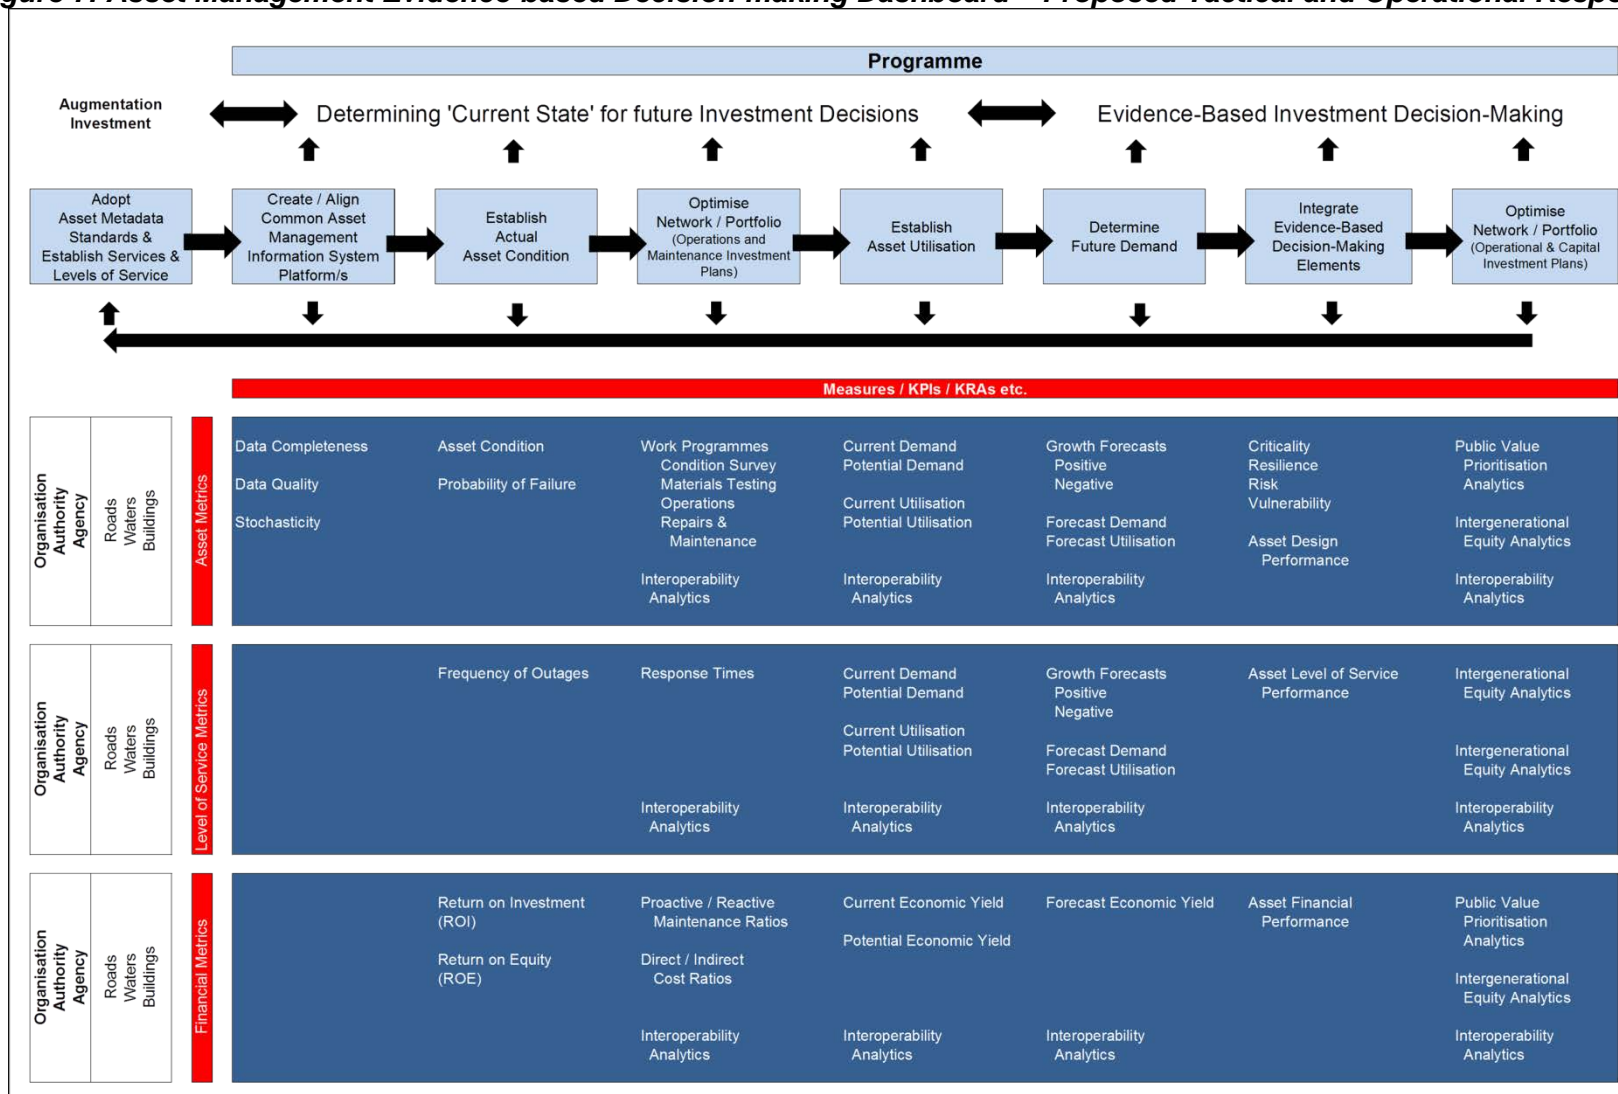 Asset Management Evidence-based Decision-making Dashboard – Proposed Tactical and Operational
Programme
Augmentation
Investment
Determining 'Current State' for future Investment Decisions
Evidence-Based Investment Decision-Making
Adopt
Asset Metadata
Standards &
Establish Services &
Levels of Service
Create / Align
Common Asset
Management
Information System
Platform/s
Establish
Actual
Asset Condition
Optimise
Network / Portfolio
(Operations and
Maintenance Investment
Plans)
Establish
Asset Utilisation
Determine
Future Demand
Integrate
Evidence-Based
Decision-Making
Elements
Optimise
Network / Portfolio
(Operational & Capital
Investment Plans)
Measures / KPIs / KRAs etc.
Organisation
Authority
Agency
Roads
Waters
Buildings
Asset Metrics
Data Completeness
Data Quality
Stochasticity
Asset Condition
Probability of Failure
Work Programmes
Condition Survey
Materials Testing
Operations
Repairs &
Maintenance
Interoperability
Analytics
Current Demand
Potential Demand
Current Utilisation
Potential Utilisation
Interoperability
Analytics
Growth Forecasts
Positive
Negative
Forecast Demand
Forecast Utilisation
Interoperability
Analytics
Criticality
Resilience
Risk
Vulnerability
Asset Design
Performance
Public Value
Prioritisation
Analytics
Intergenerational
Equity Analytics
Interoperability
Analytics
Organisation
Authority
Agency
Roads
Waters
Buildings
Level of Service Metrics
Frequency of Outages
Response Times
Interoperability
Analytics
Current Demand
Potential Demand
Current Utilisation
Potential Utilisation
Interoperability
Analytics
Growth Forecasts
Positive
Negative
Forecast Demand
Forecast Utilisation
Interoperability
Analytics
Asset Level of Service
Performance
Intergenerational
Equity Analytics
Intergenerational
Equity Analytics
Interoperability
Analytics
Organisation
Authority
Agency
Roads
Waters
Buildings
Financial Metrics
Return on Investment
(ROI)
Return on Equity
(ROE)
Proactive / Reactive
Maintenance Ratios
Direct / Indirect
Cost Ratios
Interoperability
Analytics
Current Economic Yield
Potential Economic Yield
Interoperability
Analytics
Forecast Economic Yield
Interoperability
Analytics
Asset Financial
Performance
Public Value
Prioritisation
Analytics
Intergenerational
Equity Analytics
Interoperability
Analytics